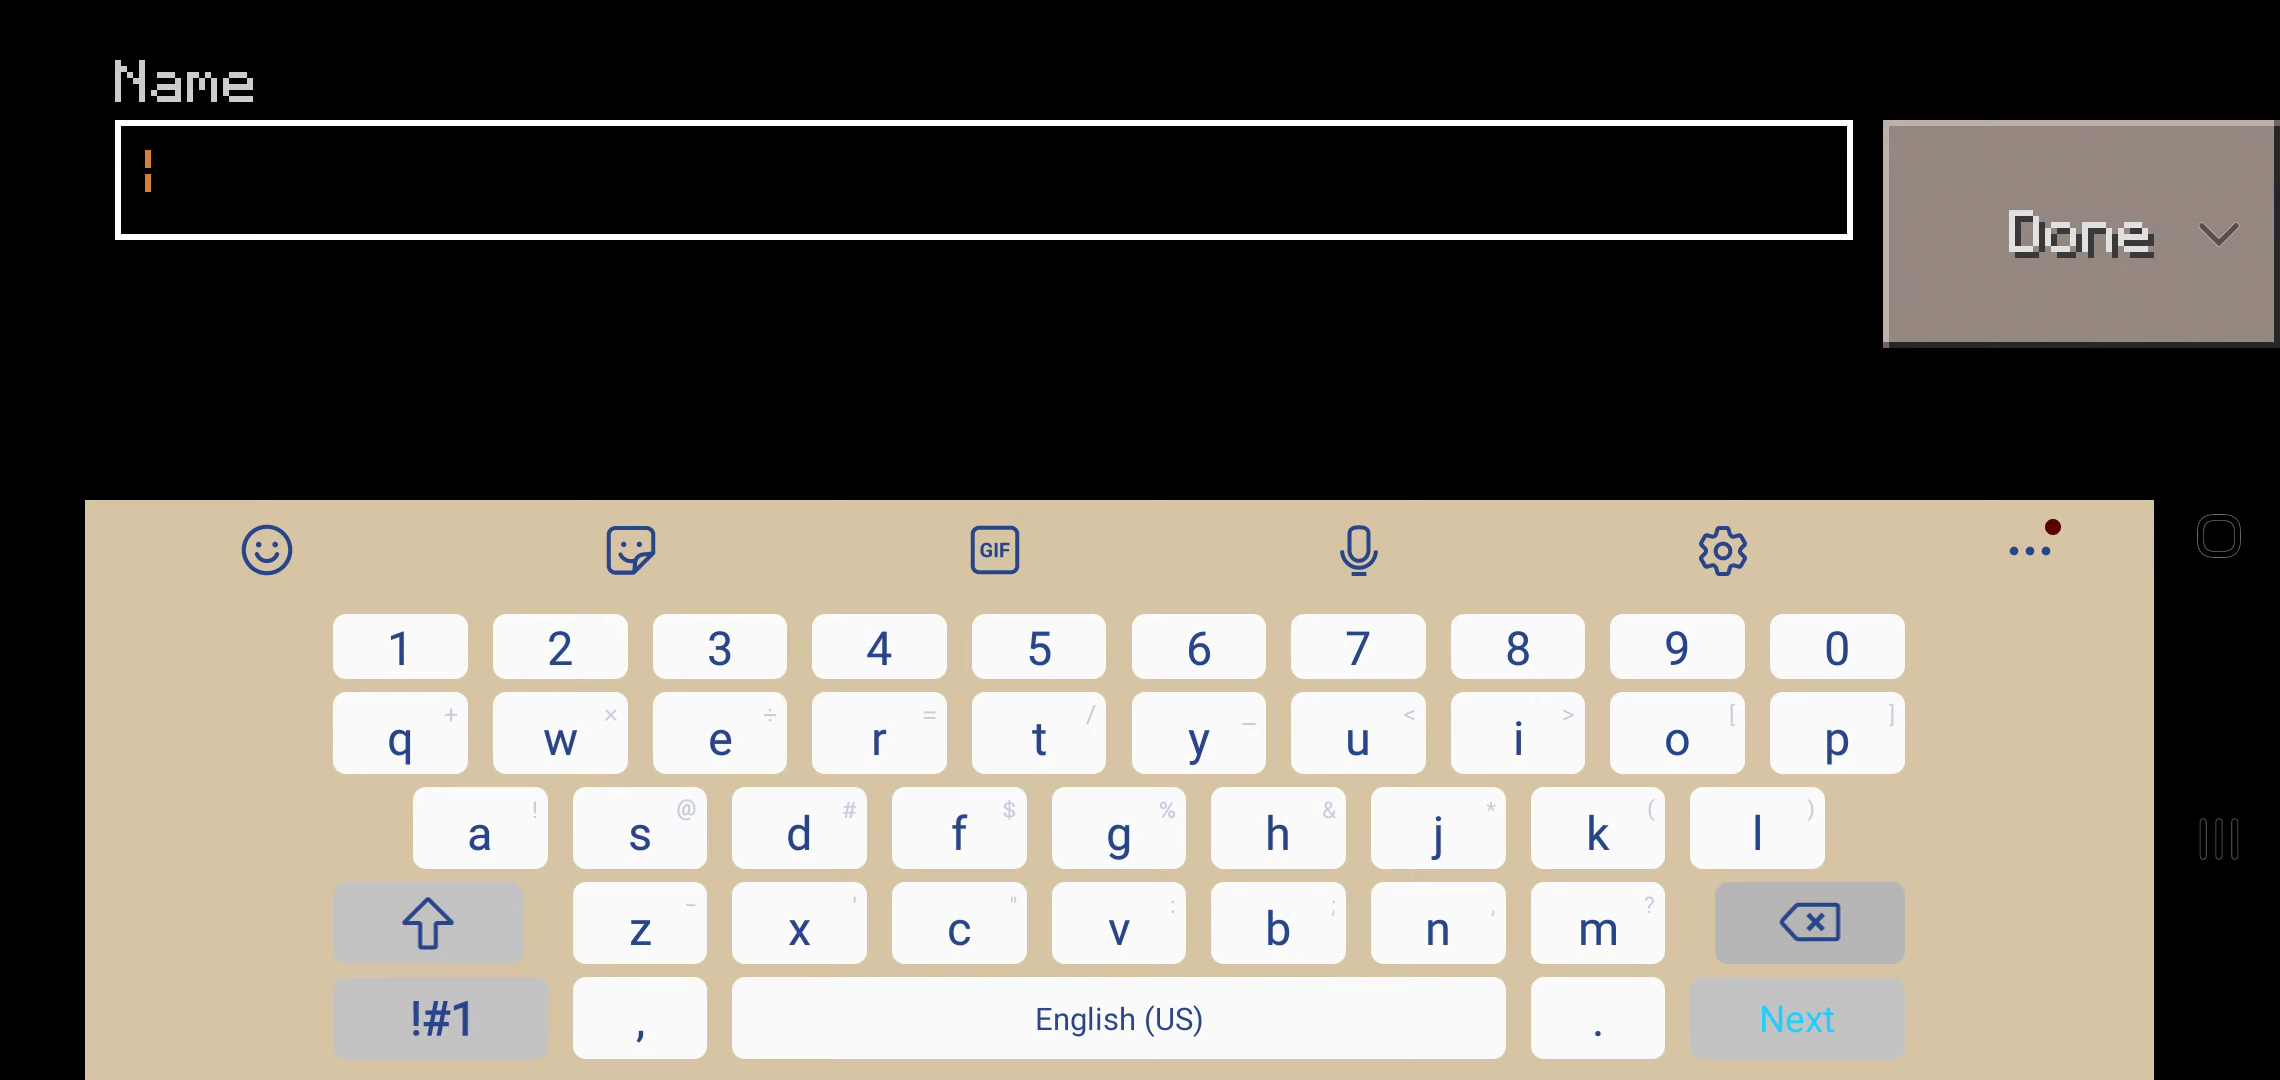 Name
Done
GIF
1 2 3 4 5 6 7 8 9 0
+ × ÷ = / _ < > [ ]
q w e r t y u i o p
! @ # $ % & * ( )
a s d f g h j k l
- ' " : ; , ?
z x c v b n m
!#1 , English (US) . Next